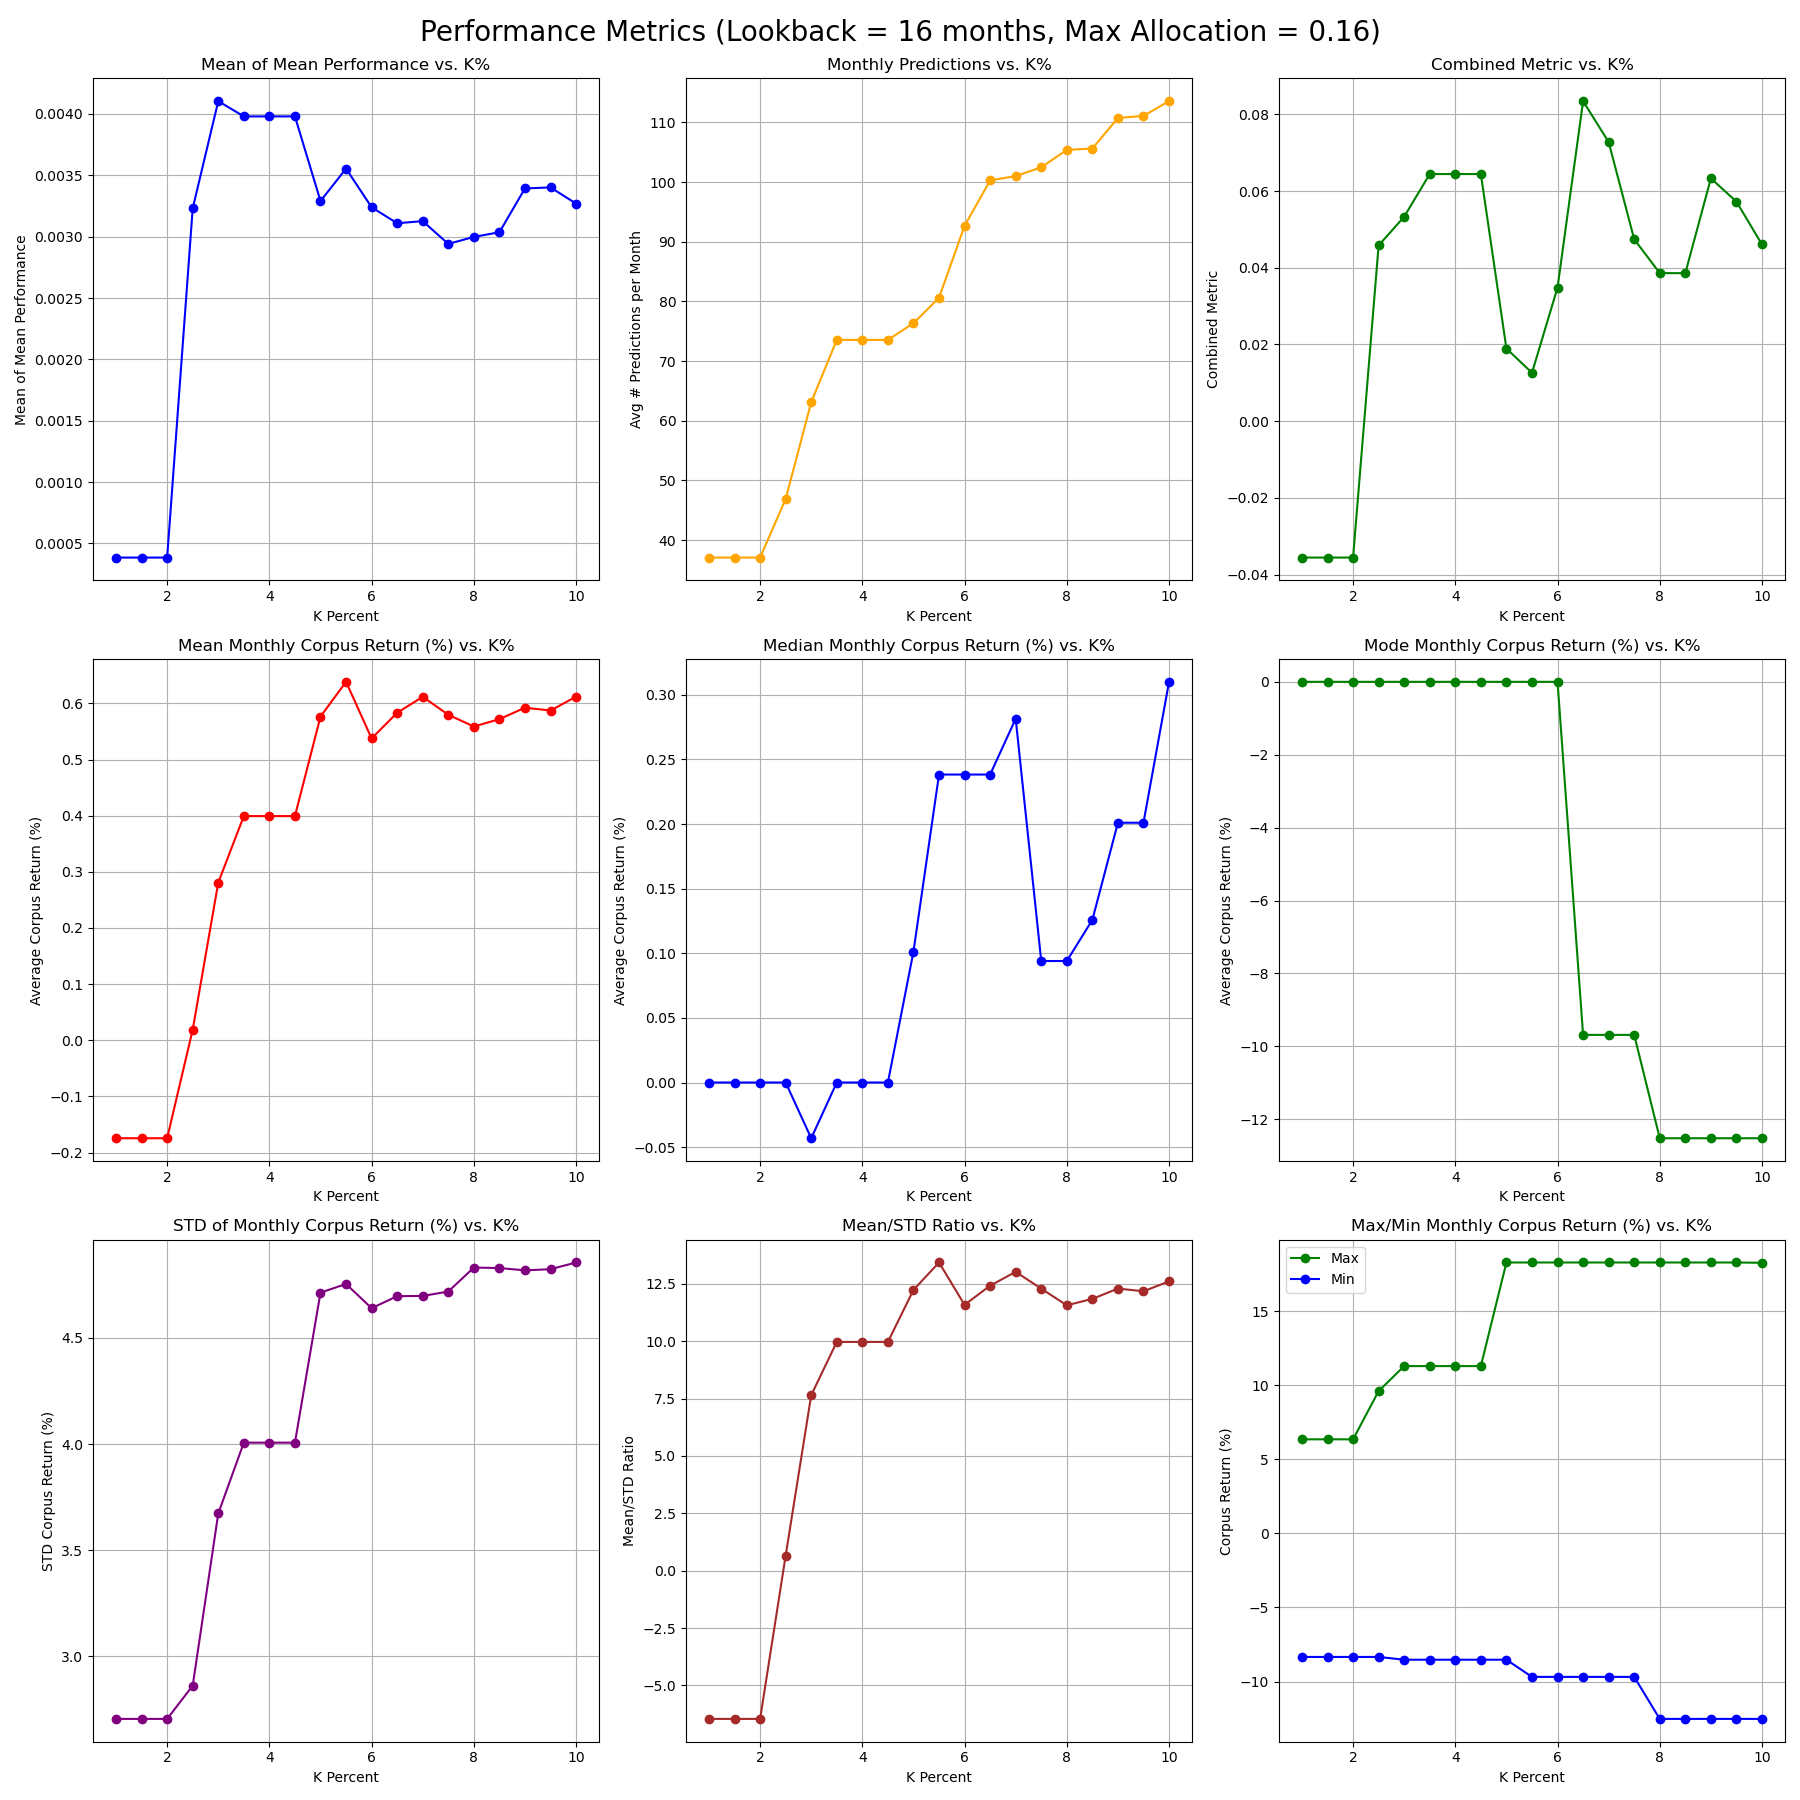 Performance Metrics (Lookback = 16 months, Max Allocation = 0.16)
Mean of Mean Performance vs. K%
Mean of Mean Performance
0.0040
0.0035
0.0030
0.0025
0.0020
0.0015
0.0010
0.0005
2 4 6 8 10
K Percent
Monthly Predictions vs. K%
Avg # Predictions per Month
110
100
90
80
70
60
50
40
2 4 6 8 10
K Percent
Combined Metric vs. K%
Combined Metric
0.08
0.06
0.04
0.02
0.00
−0.02
−0.04
2 4 6 8 10
K Percent
Mean Monthly Corpus Return (%) vs. K%
Average Corpus Return (%)
0.6
0.5
0.4
0.3
0.2
0.1
0.0
−0.1
−0.2
2 4 6 8 10
K Percent
Median Monthly Corpus Return (%) vs. K%
Average Corpus Return (%)
0.30
0.25
0.20
0.15
0.10
0.05
0.00
−0.05
2 4 6 8 10
K Percent
Mode Monthly Corpus Return (%) vs. K%
Average Corpus Return (%)
0
−2
−4
−6
−8
−10
−12
2 4 6 8 10
K Percent
STD of Monthly Corpus Return (%) vs. K%
STD Corpus Return (%)
4.5
4.0
3.5
3.0
2 4 6 8 10
K Percent
Mean/STD Ratio vs. K%
Mean/STD Ratio
12.5
10.0
7.5
5.0
2.5
0.0
−2.5
−5.0
2 4 6 8 10
K Percent
Max/Min Monthly Corpus Return (%) vs. K%
Max
Min
Corpus Return (%)
15
10
5
0
−5
−10
2 4 6 8 10
K Percent